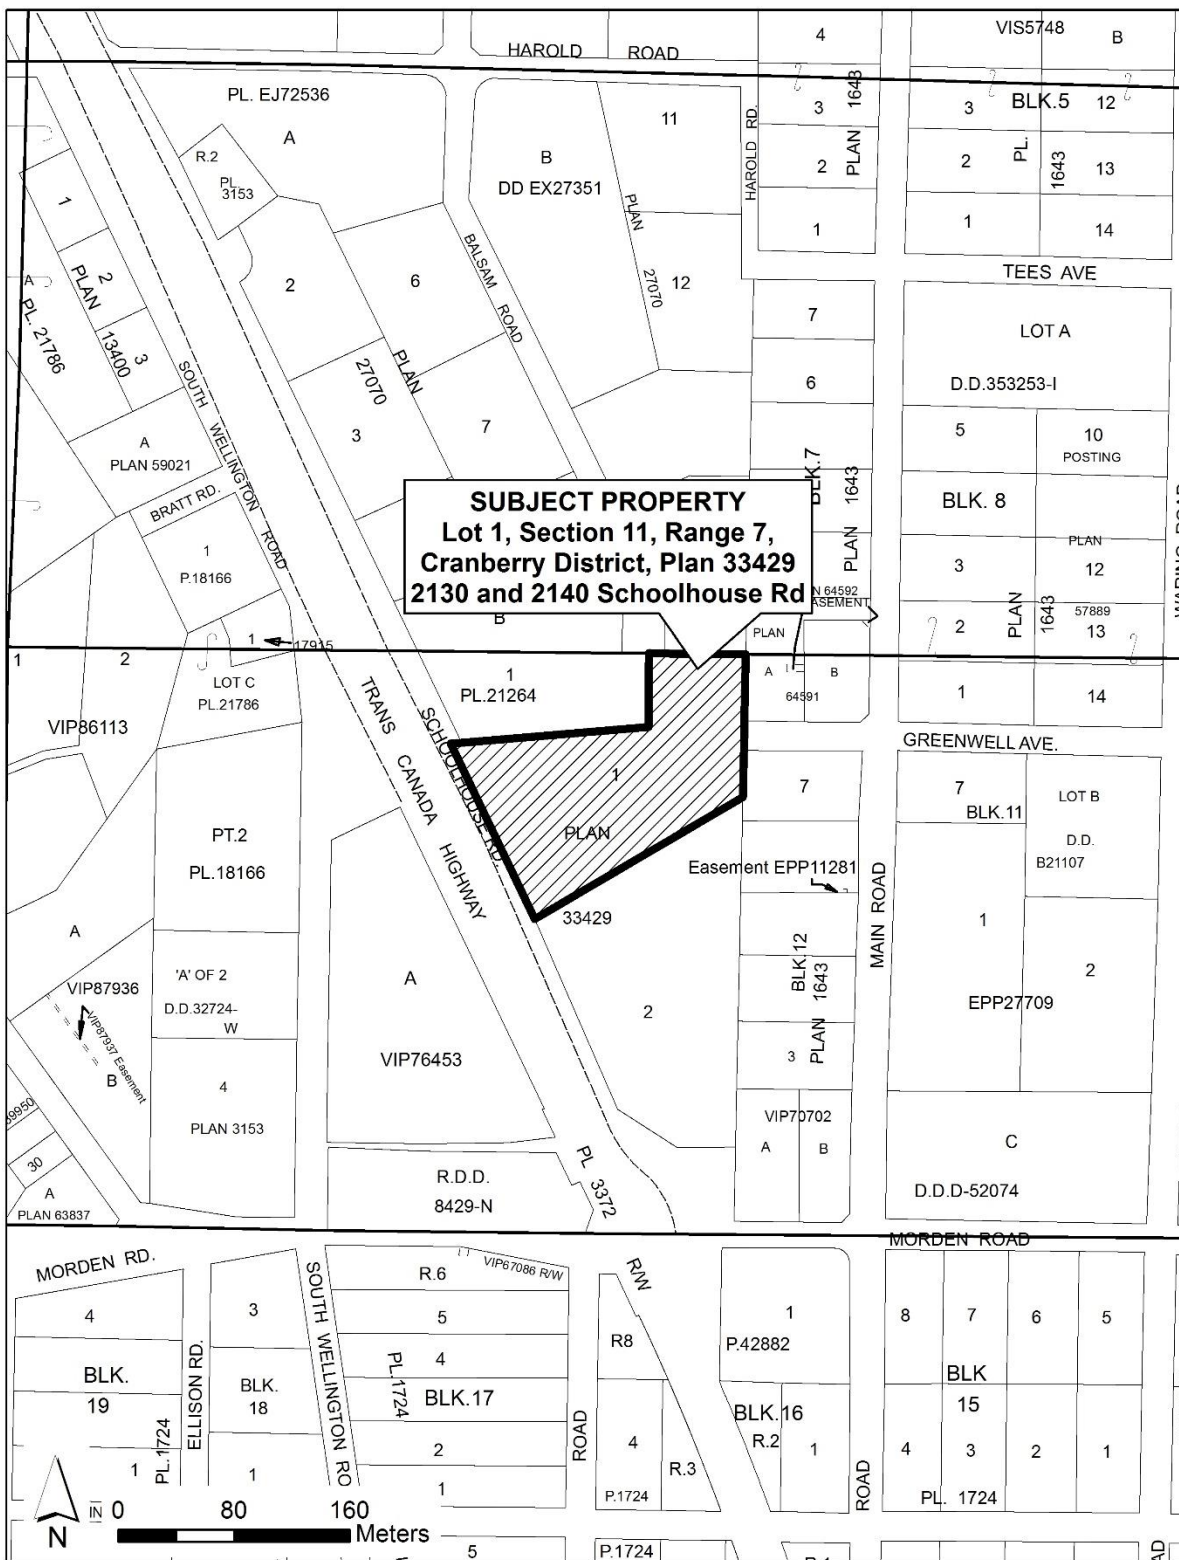 HAROLD ROAD
4
VIS5748
B
PL. EJ72536
A
R.2
PL.
3153
B
DD EX27351
11
PLAN
27070
12
HAROLD RD.
3
1643
2
PLAN
1
3
BLK.5
12
2
PL.
1643
13
1
14
TEES AVE
1
2
PLAN
13400
3
A
PL. 21786
2
6
BALSAM
ROAD
PLAN
27070
3
7
7
6
BLK.7
1643
PLAN
LOT A
D.D.353253-I
5
10
POSTING
BLK. 8
PLAN
3
12
57889
2
PLAN
1643
13
1
14
WARING ROAD
A
PLAN 59021
BRATT RD.
SOUTH WELLINGTON ROAD
1
P.18166
1
17915
SUBJECT PROPERTY
Lot 1, Section 11, Range 7,
Cranberry District, Plan 33429
2130 and 2140 Schoolhouse Rd
N 64592
ASEMENT
B
PLAN
A
B
64591
1
2
VIP86113
LOT C
PL.21786
1
PL.21264
TRANS CANADA HIGHWAY
SCHOOLHOUSE RD.
1
PLAN
33429
GREENWELL AVE.
7
7
BLK.11
LOT B
D.D.
B21107
PT.2
PL.18166
Easement EPP11281
MAIN ROAD
A
VIP87936
'A' OF 2
D.D.32724-
W
A
VIP76453
2
BLK.12
1643
PLAN
3
1
2
EPP27709
VIP87937 Easement
B
4
PLAN 3153
VIP70702
A
B
C
D.D.D-52074
39950
30
A
PLAN 63837
R.D.D.
8429-N
PL 3372
R/W
MORDEN ROAD
MORDEN RD.
4
BLK.
19
PL.1724
1
ELLISON RD.
3
BLK.
18
1
SOUTH WELLINGTON RO
R.6
VIP67086 R/W
5
4
PL.1724
BLK.17
2
1
5
ROAD
R8
4
R.3
P.1724
P.1724
1
P.42882
BLK.16
R.2
1
ROAD
8
7
6
5
BLK
15
4
3
2
1
PL. 1724
N
IN
0 80 160
Meters